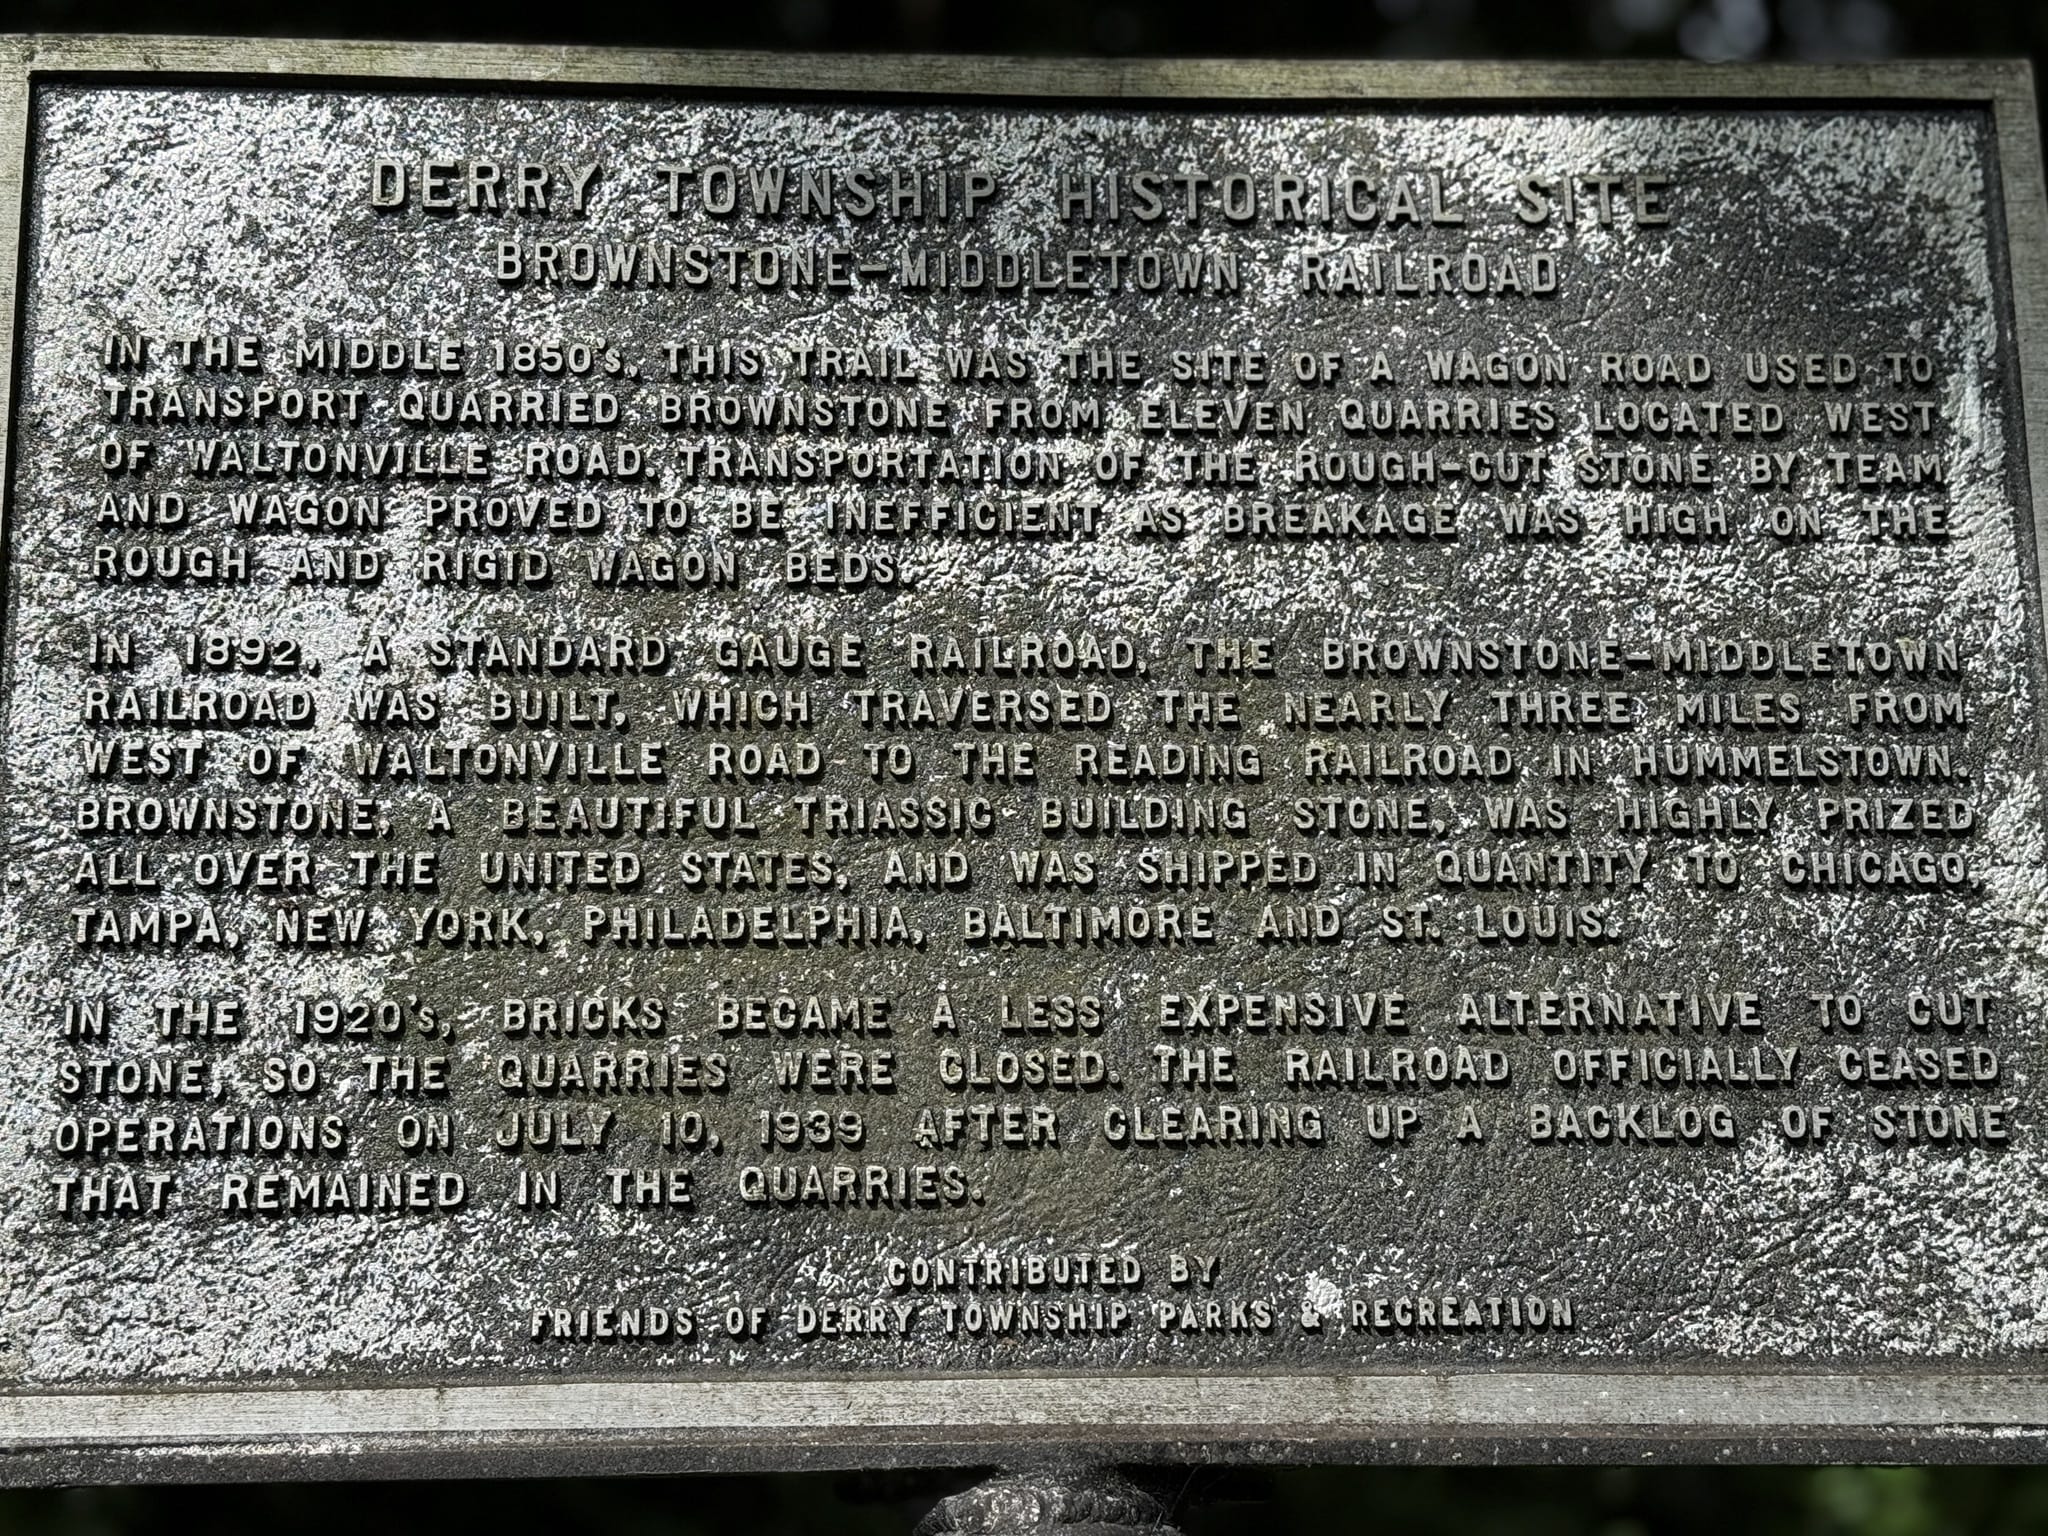 DERRY TOWNSHIP HISTORICAL SITE
BROWNSTONE-MIDDLETOWN RAILROAD
IN THE MIDDLE 1850's, THIS TRAIL WAS THE SITE OF A WAGON ROAD USED TO
TRANSPORT QUARRIED BROWNSTONE FROM ELEVEN QUARRIES LOCATED WEST
OF WALTONVILLE ROAD. TRANSPORTATION OF THE ROUGH-CUT STONE BY TEAM
AND WAGON PROVED TO BE INEFFICIENT AS BREAKAGE WAS HIGH ON THE
ROUGH AND RIGID WAGON BEDS.
IN 1892, A STANDARD GAUGE RAILROAD, THE BROWNSTONE-MIDDLETOWN
RAILROAD WAS BUILT, WHICH TRAVERSED THE NEARLY THREE MILES FROM
WEST OF WALTONVILLE ROAD TO THE READING RAILROAD IN HUMMELSTOWN.
BROWNSTONE, A BEAUTIFUL TRIASSIC BUILDING STONE, WAS HIGHLY PRIZED
ALL OVER THE UNITED STATES, AND WAS SHIPPED IN QUANTITY TO CHICAGO,
TAMPA, NEW YORK, PHILADELPHIA, BALTIMORE AND ST. LOUIS.
IN THE 1920's, BRICKS BECAME A LESS EXPENSIVE ALTERNATIVE TO CUT
STONE, SO THE QUARRIES WERE CLOSED. THE RAILROAD OFFICIALLY CEASED
OPERATIONS ON JULY 10, 1939 AFTER CLEARING UP A BACKLOG OF STONE
THAT REMAINED IN THE QUARRIES.
CONTRIBUTED BY
FRIENDS OF DERRY TOWNSHIP PARKS & RECREATION